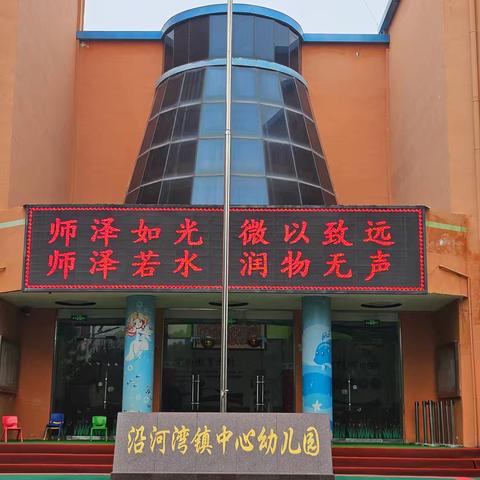 师泽如光 微以致远
师泽若水 润物无声
沿河湾镇中心幼儿园